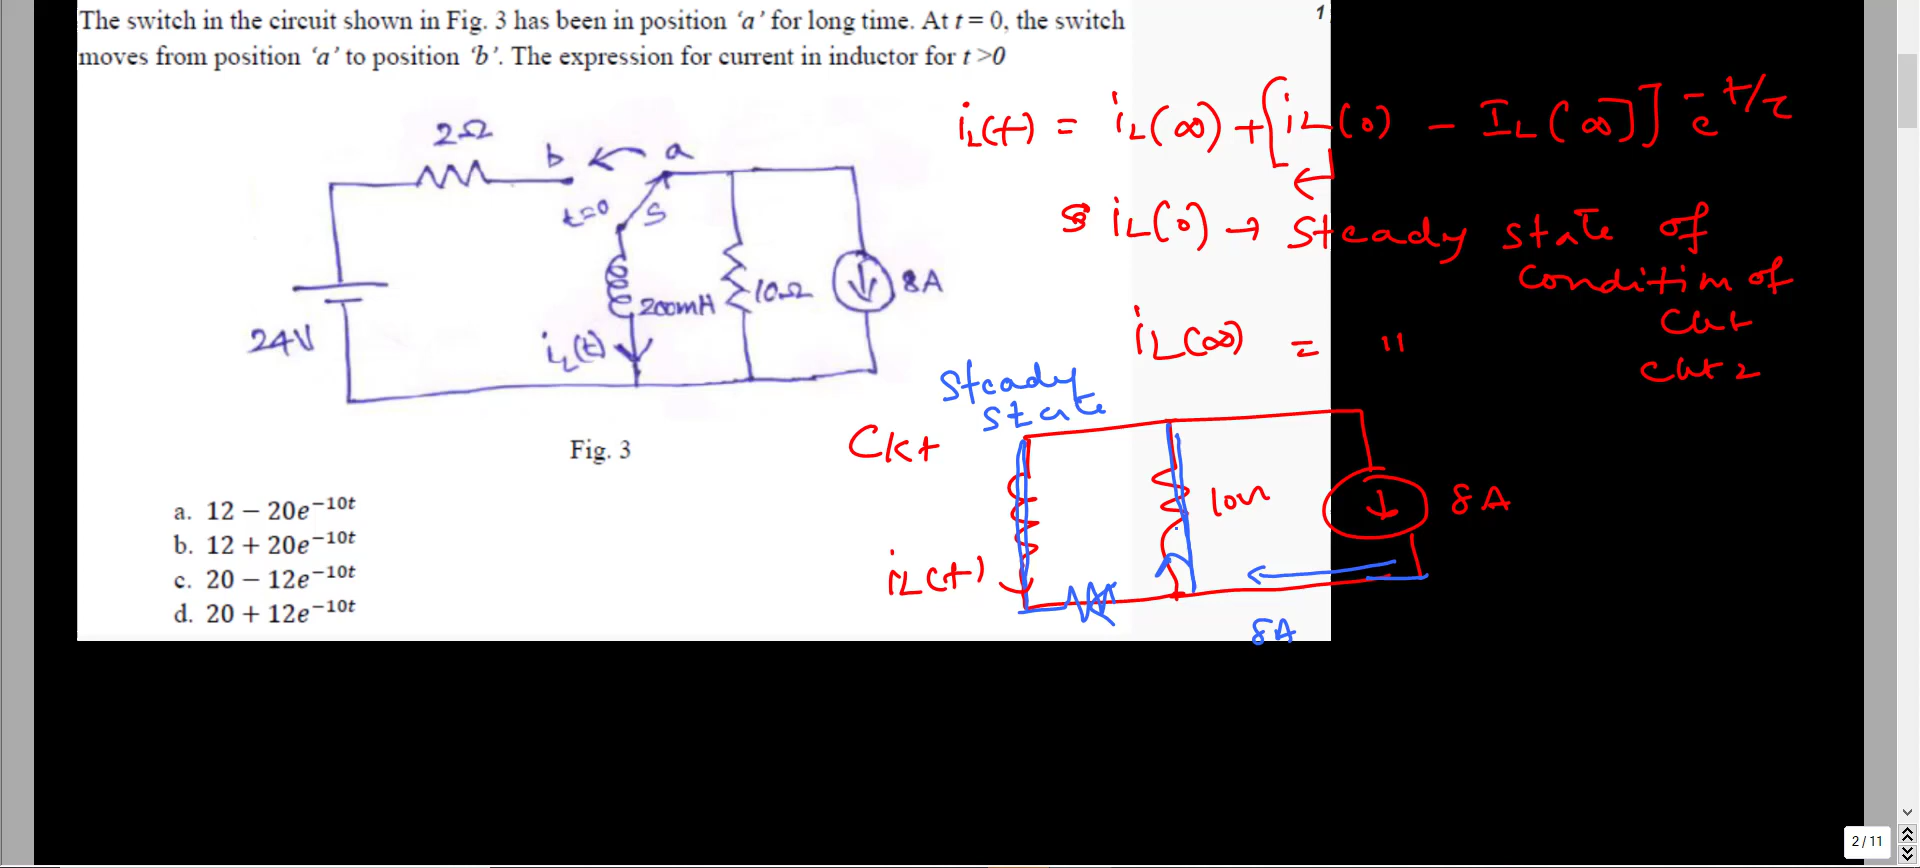 The switch in the circuit shown in Fig. 3 has been in position ‘a’ for long time. At t = 0, the switch
moves from position ‘a’ to position ‘b’. The expression for current in inductor for t >0
1
2Ω
b
a
t=0
S
24V
200mH
10Ω
8A
iL(t)
Fig. 3
a. 12 − 20e^−10t
b. 12 + 20e^−10t
c. 20 − 12e^−10t
d. 20 + 12e^−10t
iL(t) = iL(∞) + [iL(0) − IL(∞)] e^−t/τ
iL(0) → Steady state of
condition of
ckt
iL(∞) = "
ckt 2
Steady
state
Ckt
iL(t)
10Ω
8A
8A
2 / 11